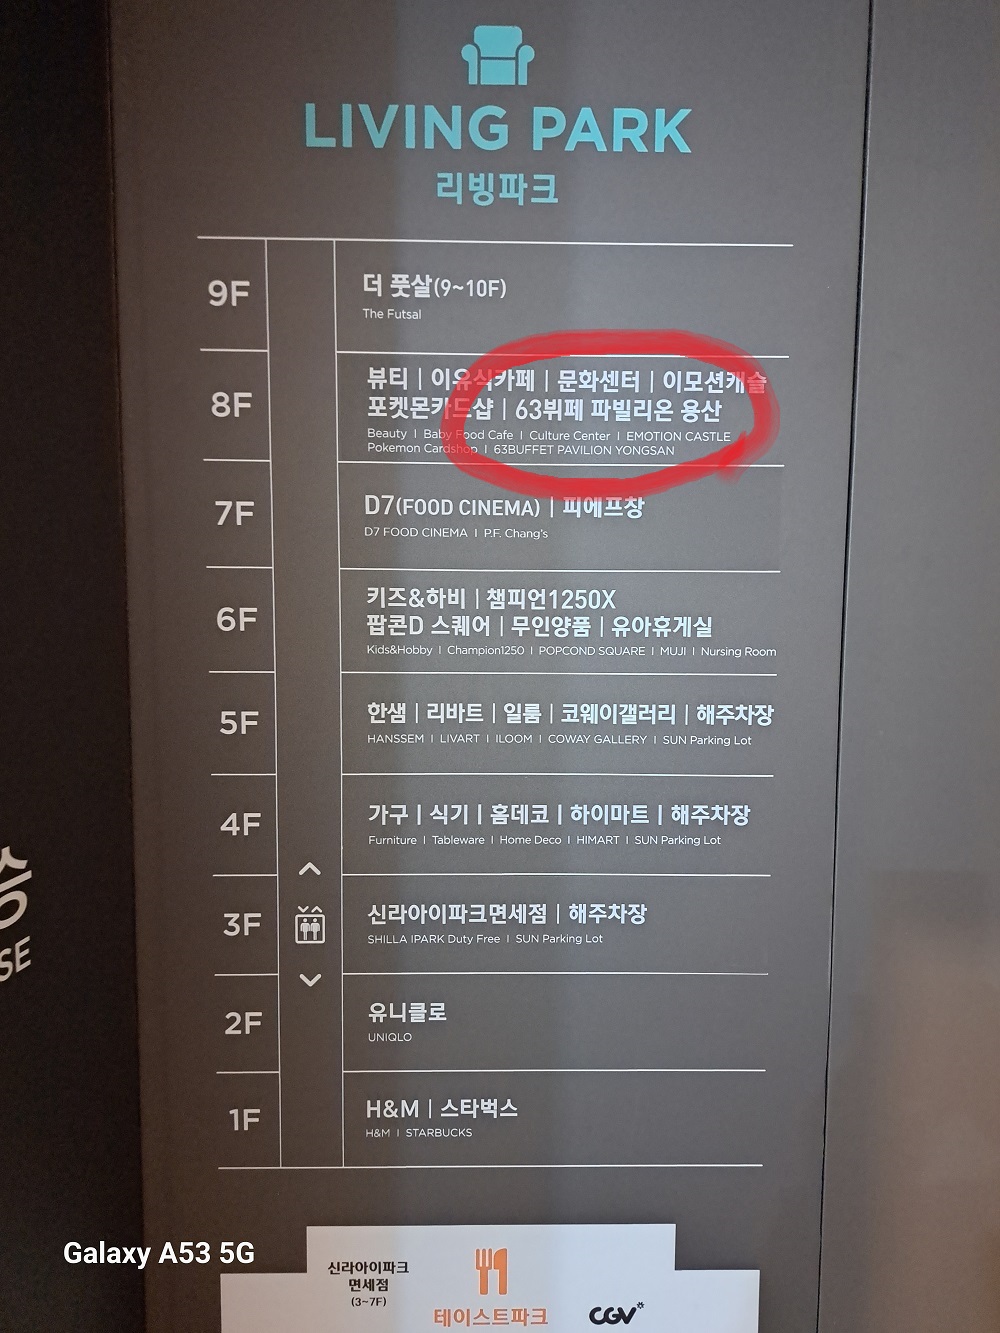 LIVING PARK
리빙파크
9F
더 풋살(9~10F)
The Futsal
8F
뷰티 | 이유식카페 | 문화센터 | 이모션캐슬
포켓몬카드샵 | 63뷔페 파빌리온 용산
Beauty | Baby Food Cafe | Culture Center | EMOTION CASTLE
Pokemon Cardshop | 63BUFFET PAVILION YONGSAN
7F
D7(FOOD CINEMA) | 피에프창
D7 FOOD CINEMA | P.F. Chang's
6F
키즈&하비 | 챔피언1250X
팝콘D 스퀘어 | 무인양품 | 유아휴게실
Kids&Hobby | Champion1250 | POPCOND SQUARE | MUJI | Nursing Room
5F
한샘 | 리바트 | 일룸 | 코웨이갤러리 | 해주차장
HANSSEM | LIVART | ILOOM | COWAY GALLERY | SUN Parking Lot
4F
가구 | 식기 | 홈데코 | 하이마트 | 해주차장
Furniture | Tableware | Home Deco | HIMART | SUN Parking Lot
3F
신라아이파크면세점 | 해주차장
SHILLA IPARK Duty Free | SUN Parking Lot
2F
유니클로
UNIQLO
1F
H&M | 스타벅스
H&M | STARBUCKS
SE
Galaxy A53 5G
신라아이파크
면세점
(3~7F)
테이스트파크
CGV